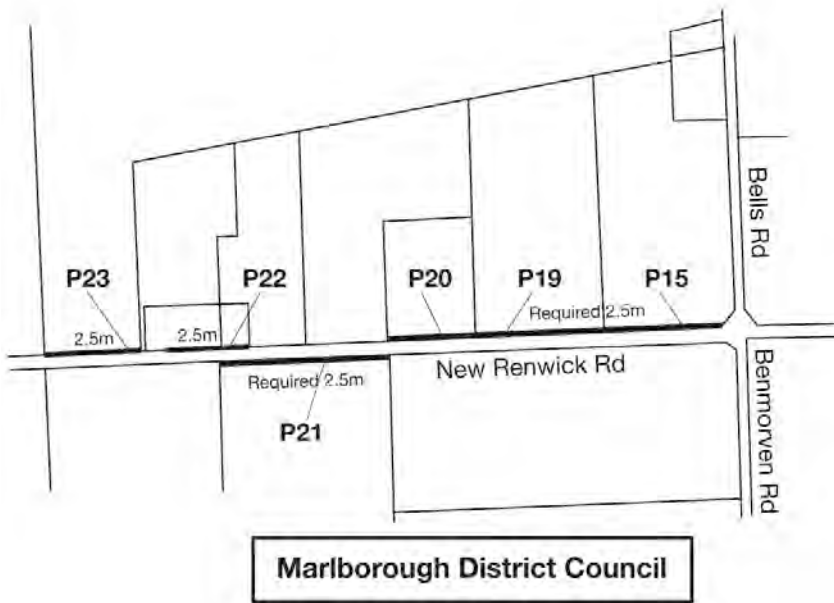 Bells Rd
P23
P22
P20
P19
P15
Required 2.5m
2.5m
2.5m
New Renwick Rd
Required 2.5m
P21
Benmorven Rd
Marlborough District Council